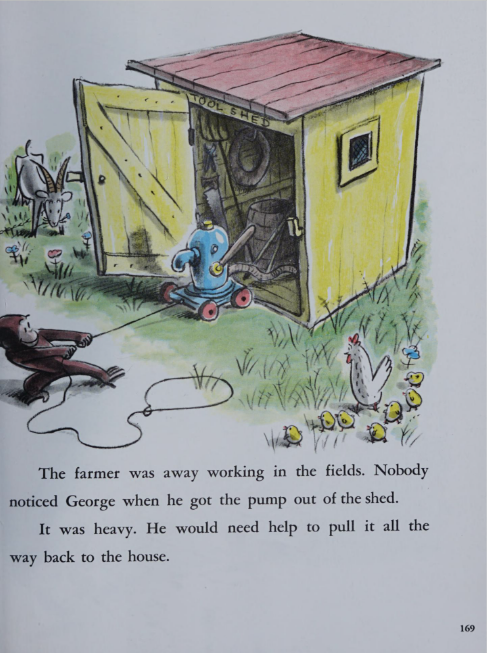 TOOL SHED
The farmer was away working in the fields. Nobody
noticed George when he got the pump out of the shed.
It was heavy. He would need help to pull it all the
way back to the house.
169